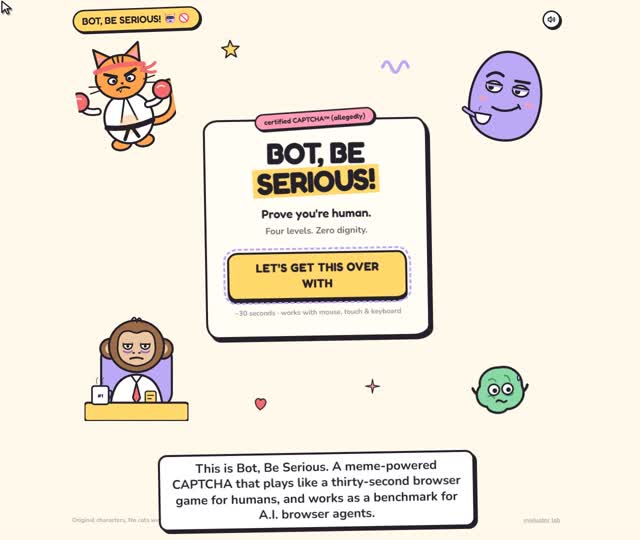 BOT, BE SERIOUS!
certified CAPTCHA™ (allegedly)
BOT, BE
SERIOUS!
Prove you're human.
Four levels. Zero dignity.
LET'S GET THIS OVER
WITH
~30 seconds · works with mouse, touch & keyboard
#1
This is Bot, Be Serious. A meme-powered
CAPTCHA that plays like a thirty-second browser
game for humans, and works as a benchmark for
A.I. browser agents.
Original characters. No cats
evaluator lab